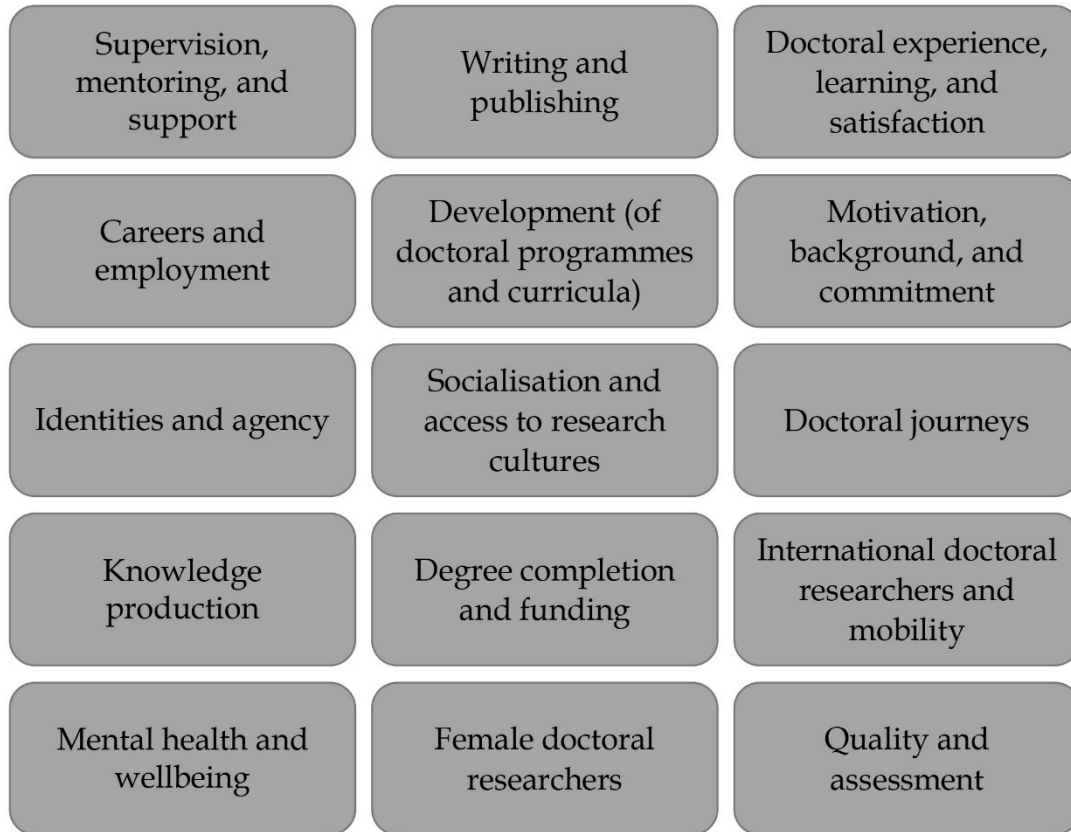 Supervision,
mentoring, and
support
Writing and
publishing
Doctoral experience,
learning, and
satisfaction
Careers and
employment
Development (of
doctoral programmes
and curricula)
Motivation,
background, and
commitment
Identities and agency
Socialisation and
access to research
cultures
Doctoral journeys
Knowledge
production
Degree completion
and funding
International doctoral
researchers and
mobility
Mental health and
wellbeing
Female doctoral
researchers
Quality and
assessment